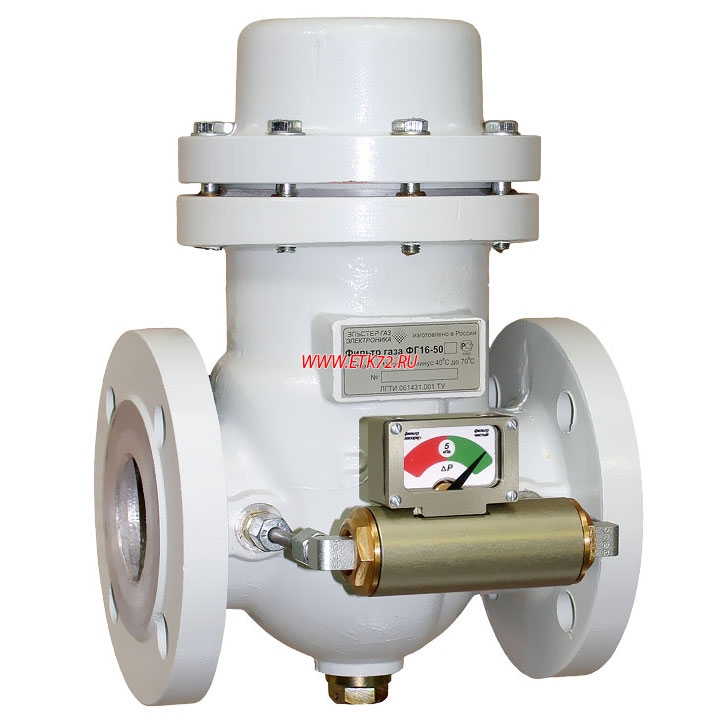 ЭЛЬСТЕР ГАЗ
ЭЛЕКТРОНИКА
изготовлено в России
Фильтр газа ФГ16-50
WWW.ETK72.RU
минус 40°С до 70°С
№
ЛГТИ.061431.001 ТУ
фильтр
засорен
фильтр
чистый
5
кПа
ΔP